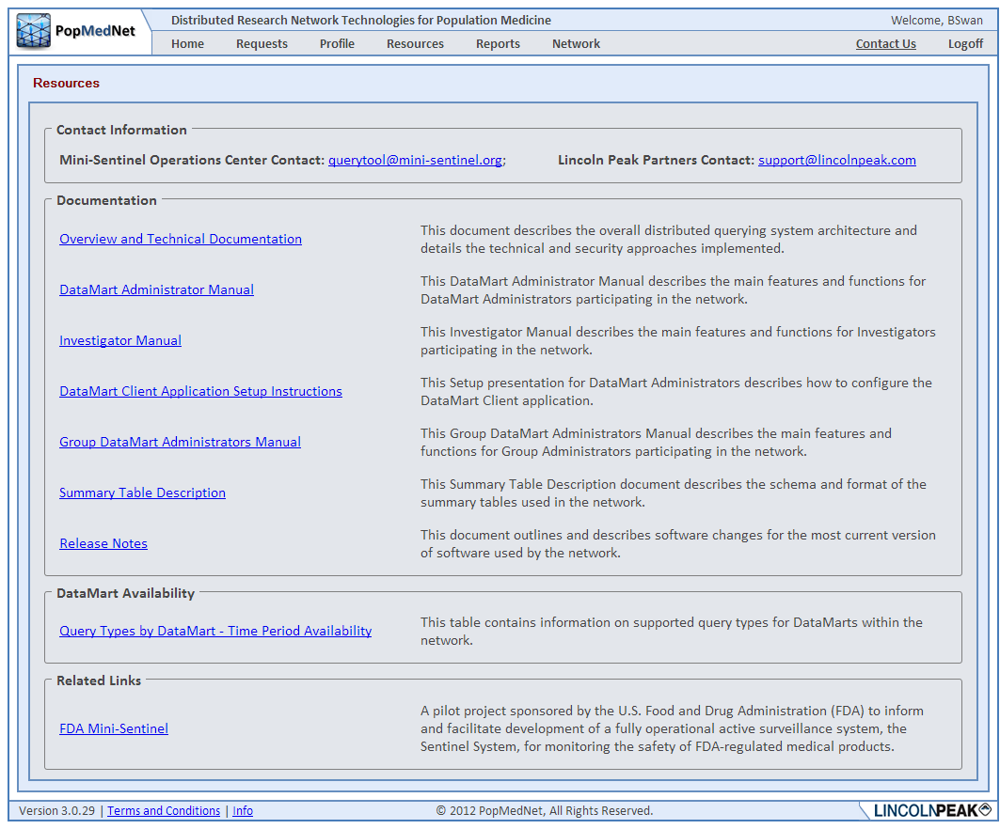 PopMedNet
Distributed Research Network Technologies for Population Medicine
Welcome, BSwan
Home Requests Profile Resources Reports Network Contact Us Logoff
Resources
Contact Information
Mini-Sentinel Operations Center Contact: querytool@mini-sentinel.org; Lincoln Peak Partners Contact: support@lincolnpeak.com
Documentation
Overview and Technical Documentation
This document describes the overall distributed querying system architecture and
details the technical and security approaches implemented.
DataMart Administrator Manual
This DataMart Administrator Manual describes the main features and functions for
DataMart Administrators participating in the network.
Investigator Manual
This Investigator Manual describes the main features and functions for Investigators
participating in the network.
DataMart Client Application Setup Instructions
This Setup presentation for DataMart Administrators describes how to configure the
DataMart Client application.
Group DataMart Administrators Manual
This Group DataMart Administrators Manual describes the main features and
functions for Group Administrators participating in the network.
Summary Table Description
This Summary Table Description document describes the schema and format of the
summary tables used in the network.
Release Notes
This document outlines and describes software changes for the most current version
of software used by the network.
DataMart Availability
Query Types by DataMart - Time Period Availability
This table contains information on supported query types for DataMarts within the
network.
Related Links
FDA Mini-Sentinel
A pilot project sponsored by the U.S. Food and Drug Administration (FDA) to inform
and facilitate development of a fully operational active surveillance system, the
Sentinel System, for monitoring the safety of FDA-regulated medical products.
Version 3.0.29 | Terms and Conditions | Info
© 2012 PopMedNet, All Rights Reserved.
LINCOLNPEAK